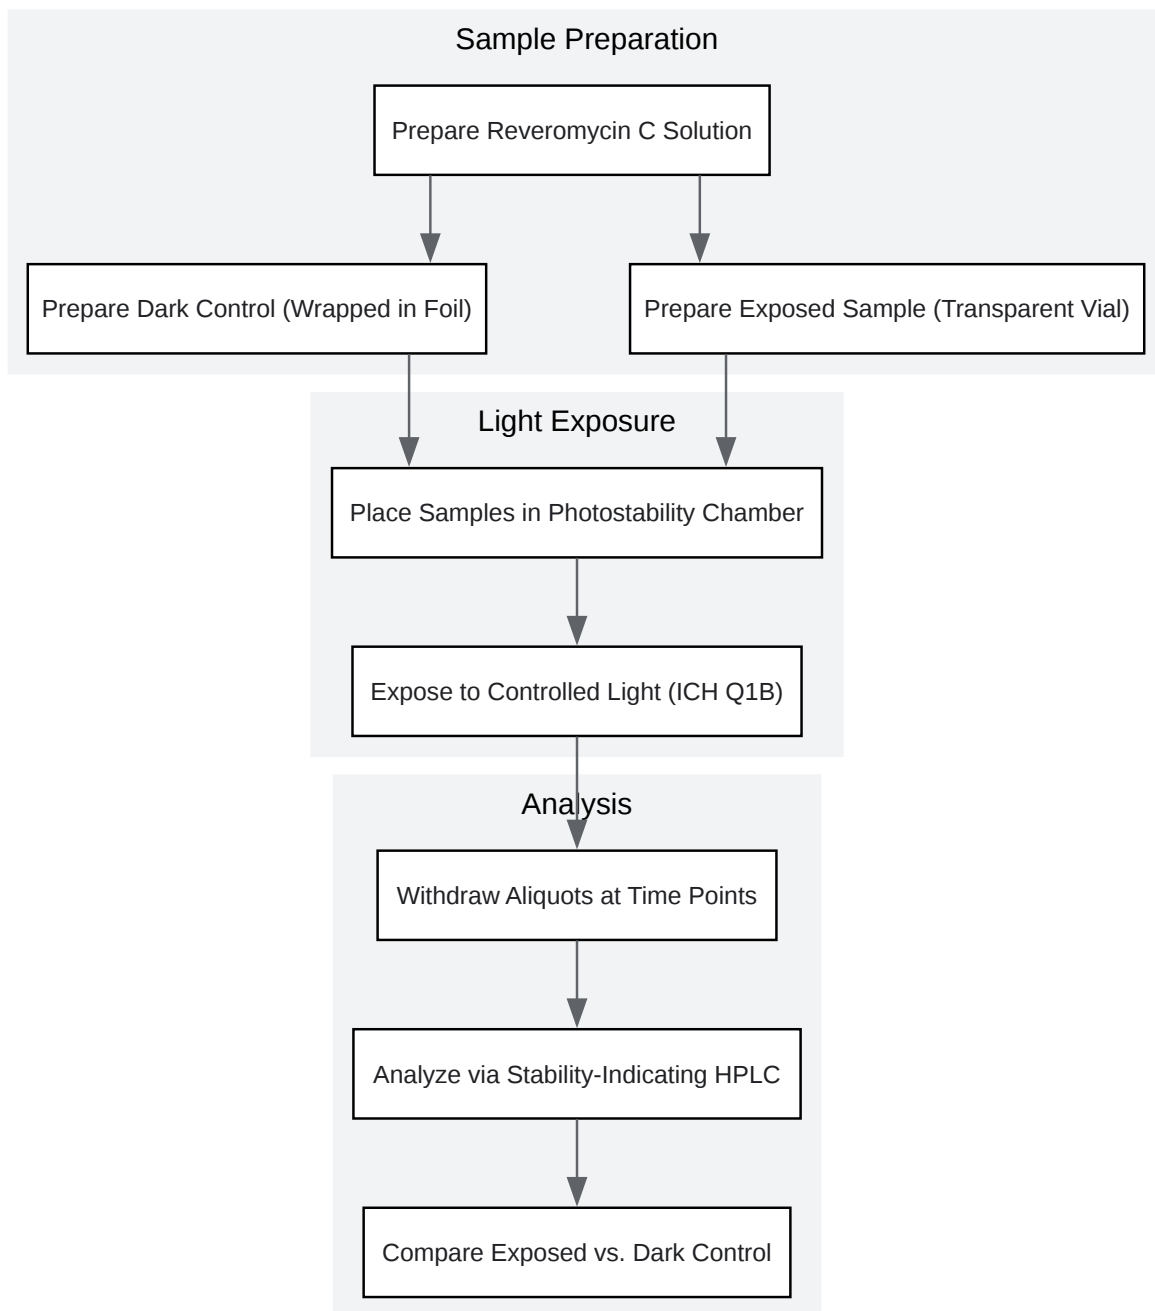 Sample Preparation
Prepare Reveromycin C Solution
Prepare Dark Control (Wrapped in Foil)
Prepare Exposed Sample (Transparent Vial)
Light Exposure
Place Samples in Photostability Chamber
Expose to Controlled Light (ICH Q1B)
Analysis
Withdraw Aliquots at Time Points
Analyze via Stability-Indicating HPLC
Compare Exposed vs. Dark Control